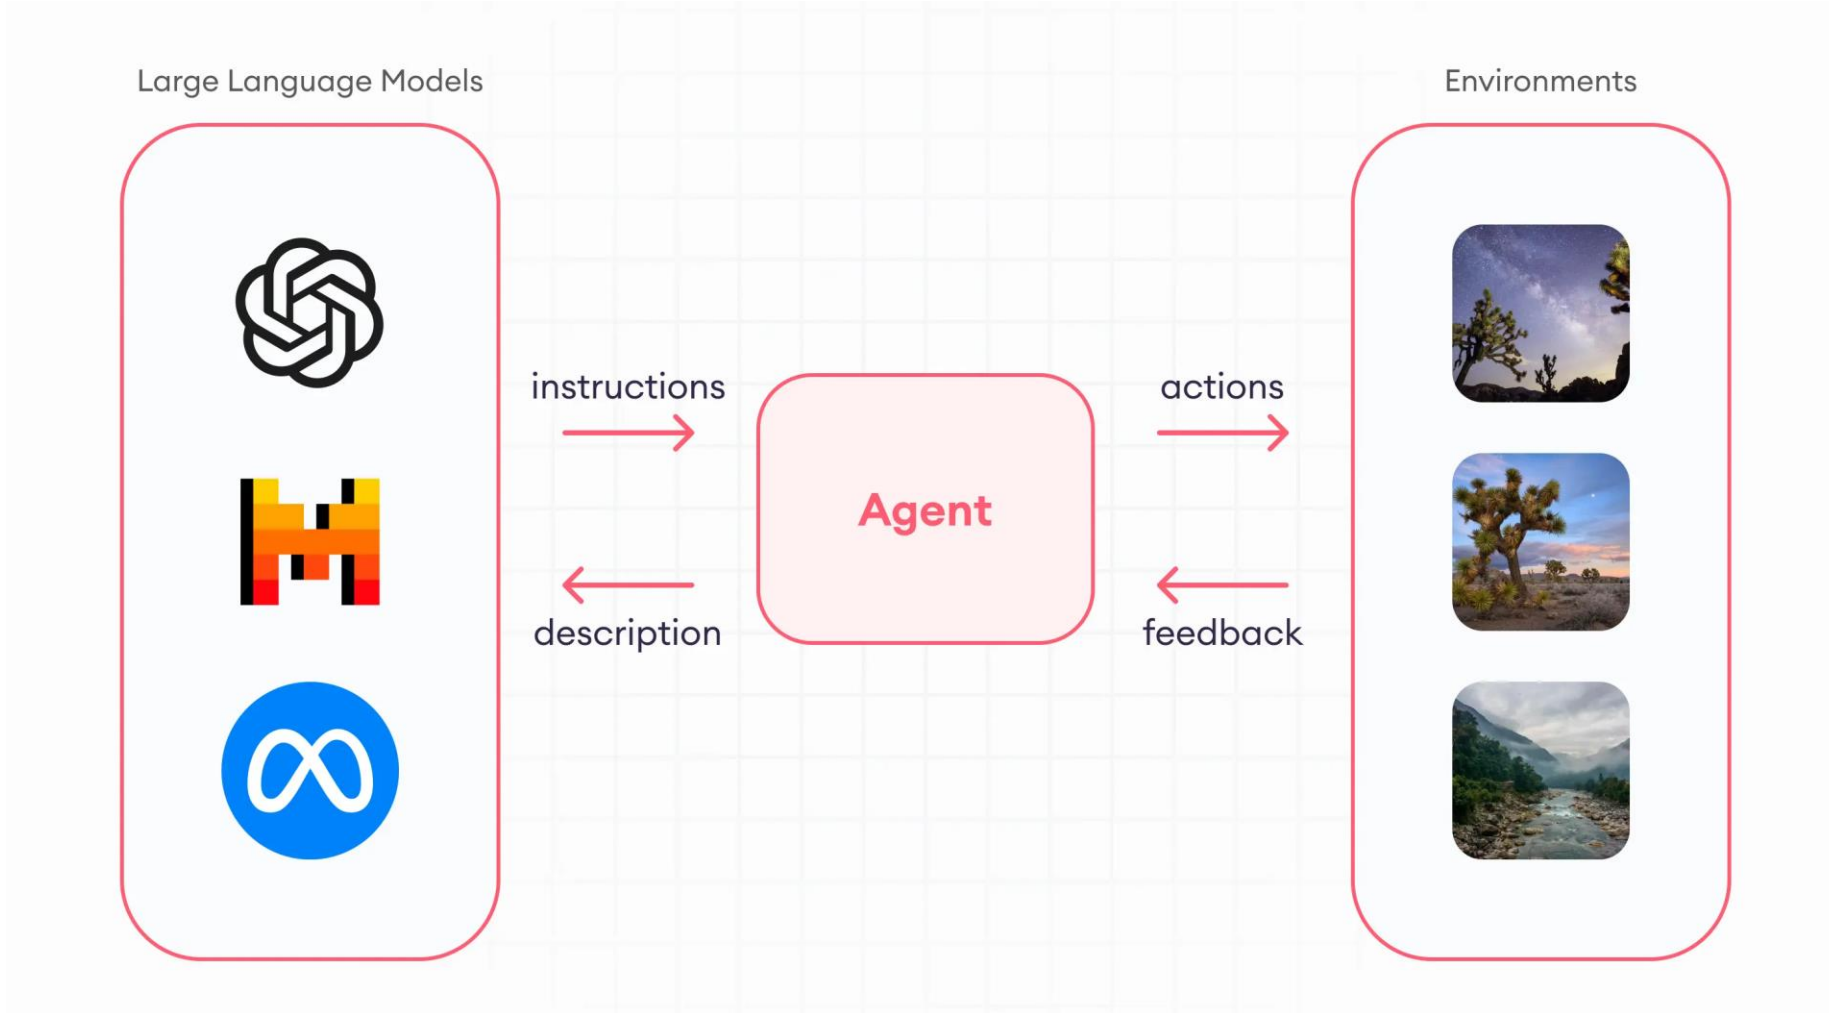 Large Language Models
Environments
instructions
actions
Agent
description
feedback